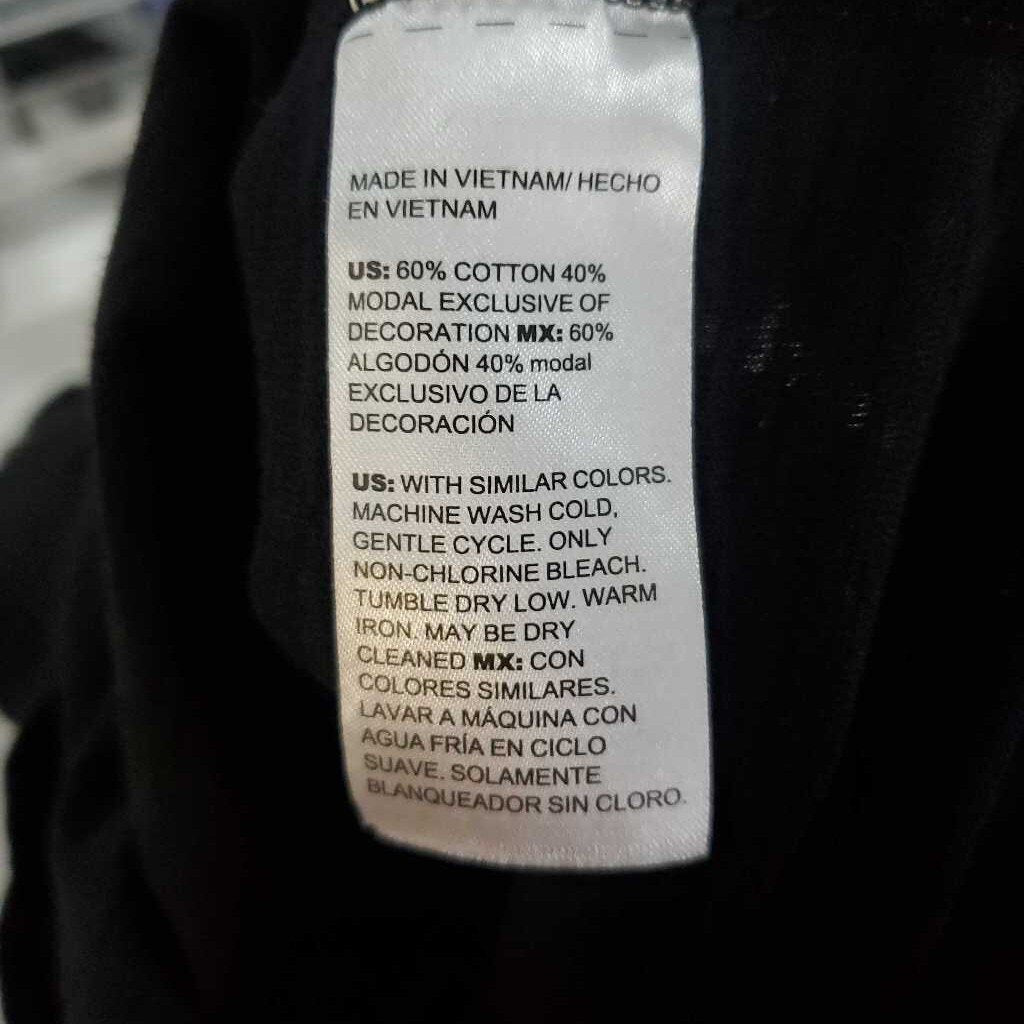 MADE IN VIETNAM/ HECHO
EN VIETNAM
US: 60% COTTON 40%
MODAL EXCLUSIVE OF
DECORATION MX: 60%
ALGODÓN 40% modal
EXCLUSIVO DE LA
DECORACIÓN
US: WITH SIMILAR COLORS.
MACHINE WASH COLD,
GENTLE CYCLE. ONLY
NON-CHLORINE BLEACH.
TUMBLE DRY LOW. WARM
IRON. MAY BE DRY
CLEANED MX: CON
COLORES SIMILARES.
LAVAR A MÁQUINA CON
AGUA FRÍA EN CICLO
SUAVE. SOLAMENTE
BLANQUEADOR SIN CLORO.